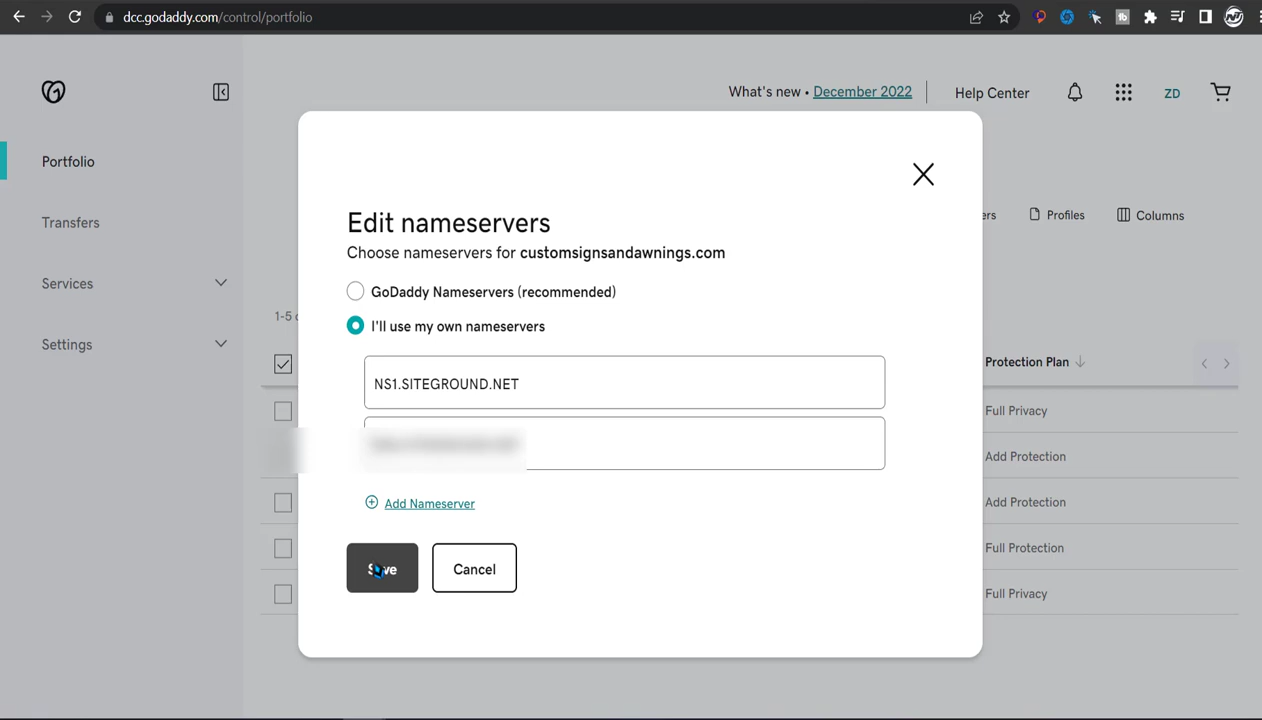 dcc.godaddy.com/control/portfolio
What's new • December 2022
Help Center
ZD
Portfolio
Transfers
Services
Settings
Profiles
Columns
Edit nameservers
Choose nameservers for customsignsandawnings.com
GoDaddy Nameservers (recommended)
I'll use my own nameservers
NS1.SITEGROUND.NET
Add Nameserver
Save
Cancel
1-5
Protection Plan
Full Privacy
Add Protection
Add Protection
Full Protection
Full Privacy